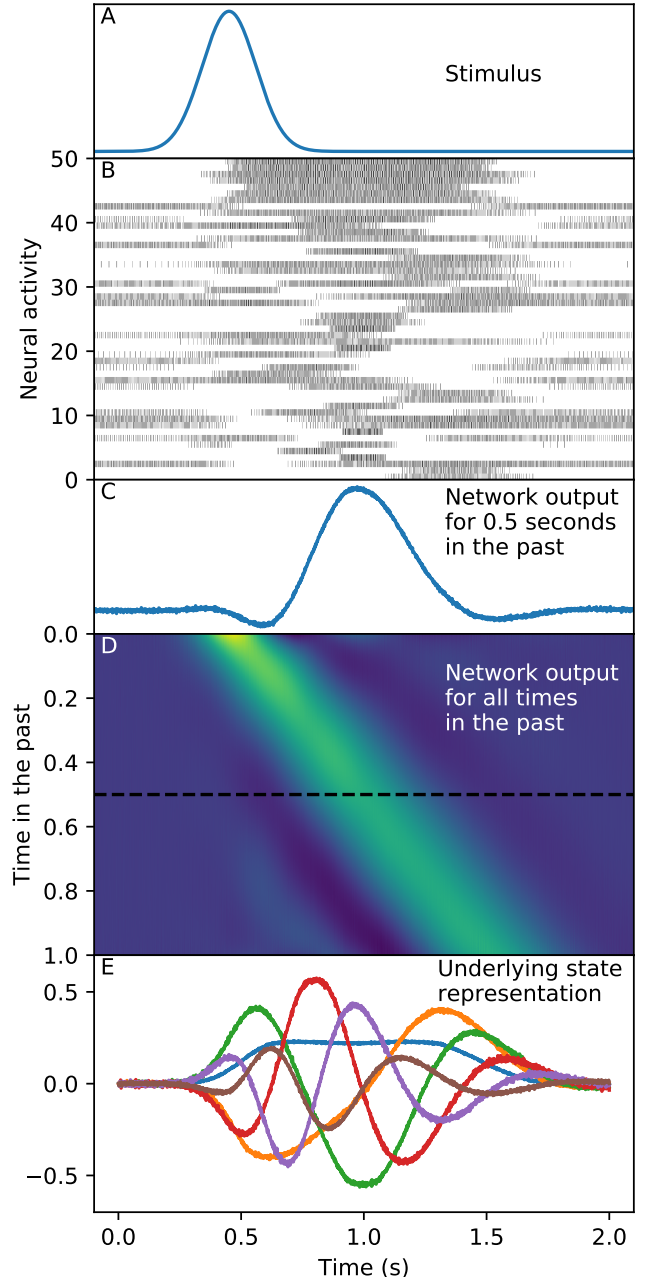 A
Stimulus
50
B
40
30
20
10
0
Neural activity
C
Network output
for 0.5 seconds
in the past
0.0
D
Network output
for all times
in the past
0.2
0.4
0.6
0.8
1.0
Time in the past
E
Underlying state
representation
0.5
0.0
−0.5
0.0
0.5
1.0
1.5
2.0
Time (s)